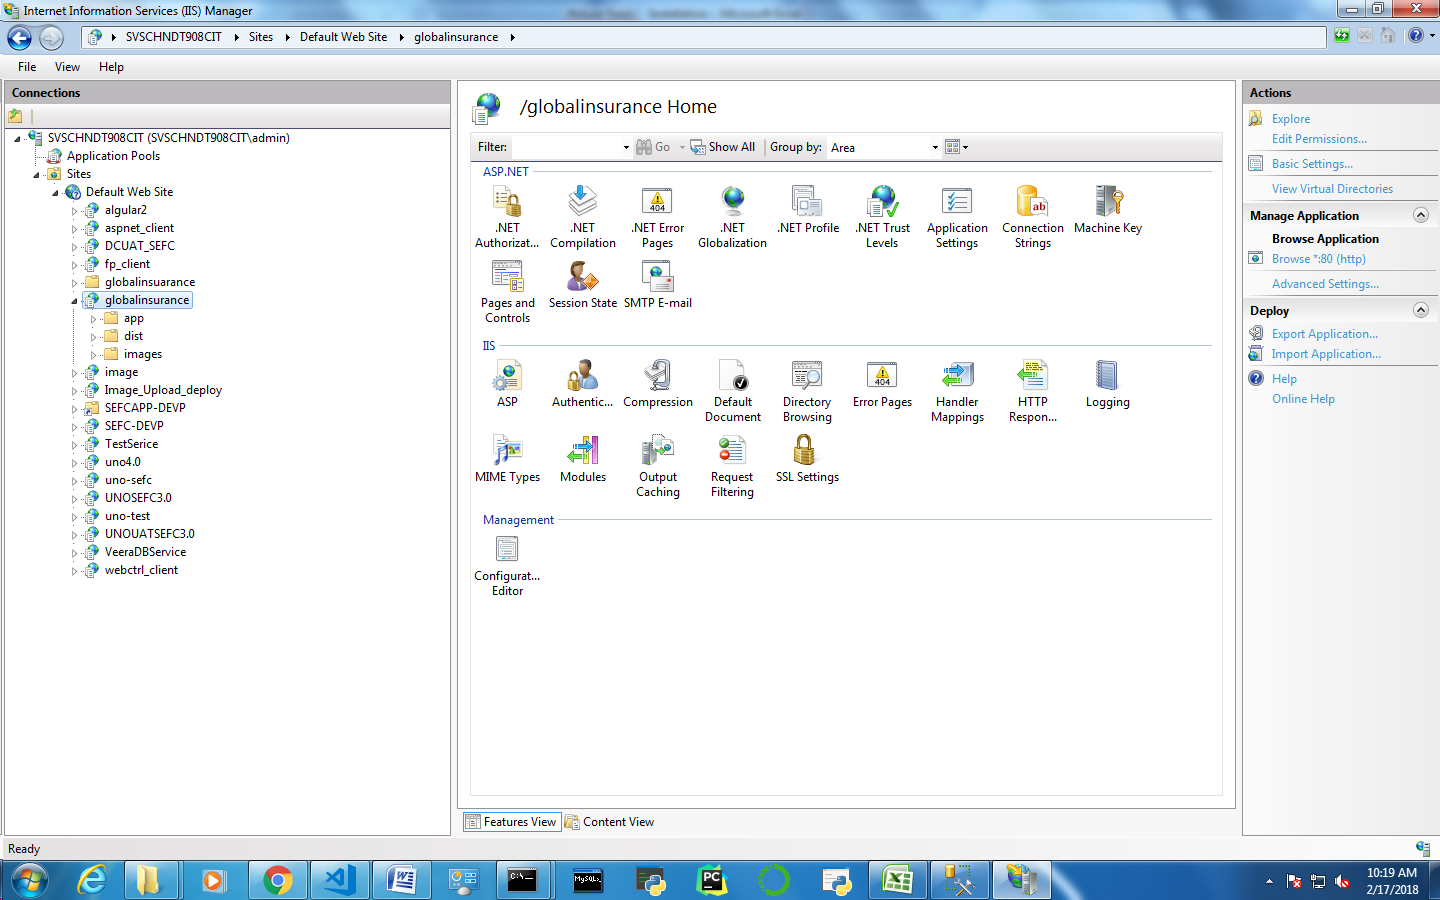 Internet Information Services (IIS) Manager
SVSCHNDT908CIT Sites Default Web Site globalinsurance
File View Help
Connections
SVSCHNDT908CIT (SVSCHNDT908CIT\admin)
Application Pools
Sites
Default Web Site
algular2
aspnet_client
DCUAT_SEFC
fp_client
globalinsuarance
globalinsurance
app
dist
images
image
Image_Upload_deploy
SEFCAPP-DEVP
SEFC-DEVP
TestSerice
uno4.0
uno-sefc
UNOSEFC3.0
uno-test
UNOUATSEFC3.0
VeeraDBService
webctrl_client
/globalinsurance Home
Filter: Go Show All Group by: Area
ASP.NET
.NET Authorizat...
.NET Compilation
.NET Error Pages
.NET Globalization
.NET Profile
.NET Trust Levels
Application Settings
Connection Strings
Machine Key
Pages and Controls
Session State
SMTP E-mail
IIS
ASP
Authentic...
Compression
Default Document
Directory Browsing
Error Pages
Handler Mappings
HTTP Respon...
Logging
MIME Types
Modules
Output Caching
Request Filtering
SSL Settings
Management
Configurat... Editor
Features View Content View
Actions
Explore
Edit Permissions...
Basic Settings...
View Virtual Directories
Manage Application
Browse Application
Browse *:80 (http)
Advanced Settings...
Deploy
Export Application...
Import Application...
Help
Online Help
Ready
10:19 AM
2/17/2018